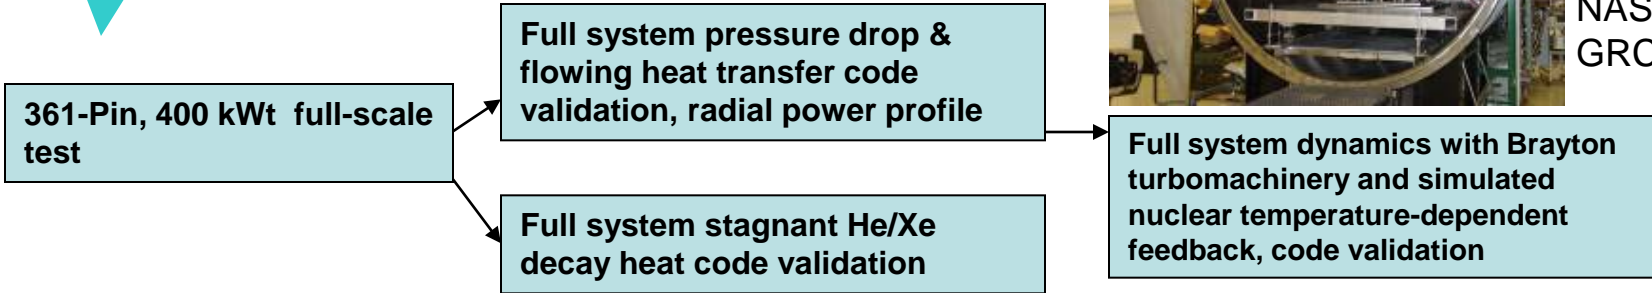 361-Pin, 400 kWt full-scale
test
Full system pressure drop &
flowing heat transfer code
validation, radial power profile
Full system stagnant He/Xe
decay heat code validation
NAS
GRC
Full system dynamics with Brayton
turbomachinery and simulated
nuclear temperature-dependent
feedback, code validation